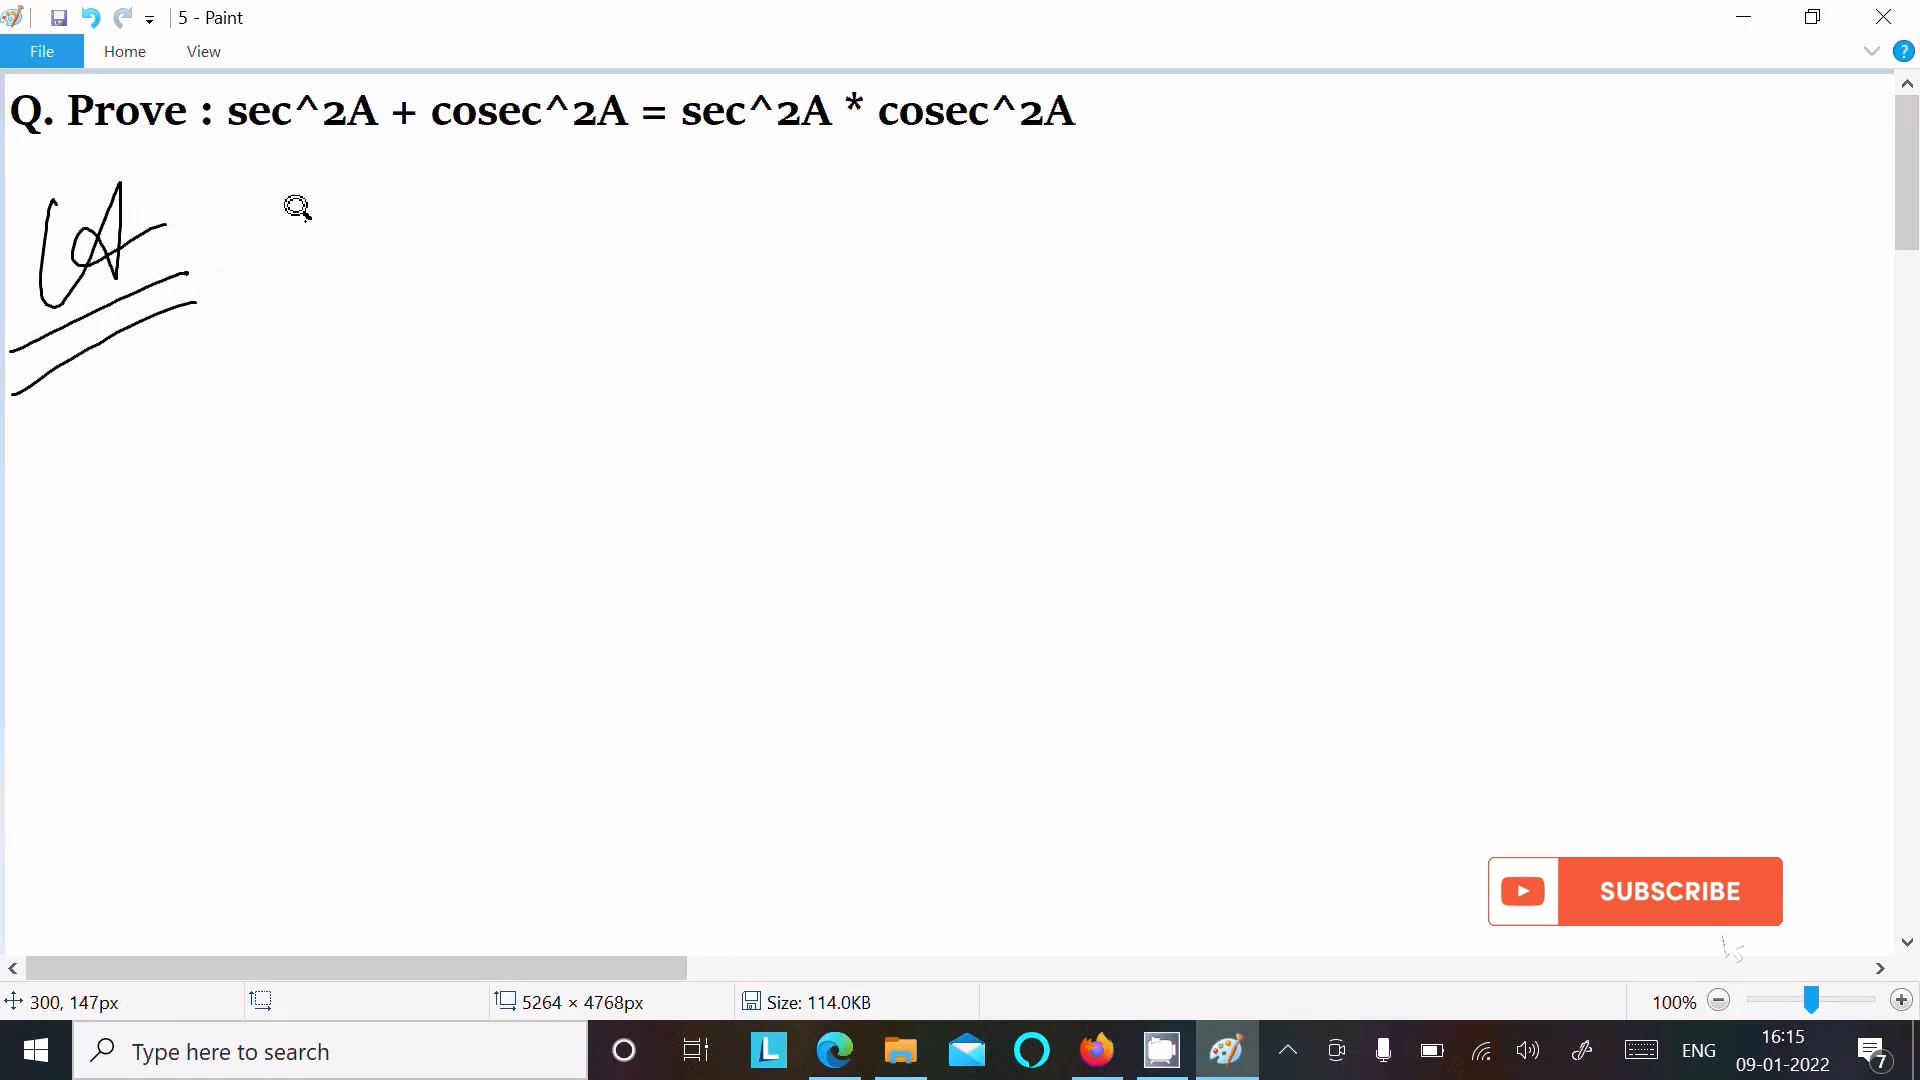 5 - Paint
File Home View
Q. Prove : sec^2A + cosec^2A = sec^2A * cosec^2A
SUBSCRIBE
300, 147px 5264 × 4768px Size: 114.0KB 100%
Type here to search L ENG 16:15
09-01-2022 7